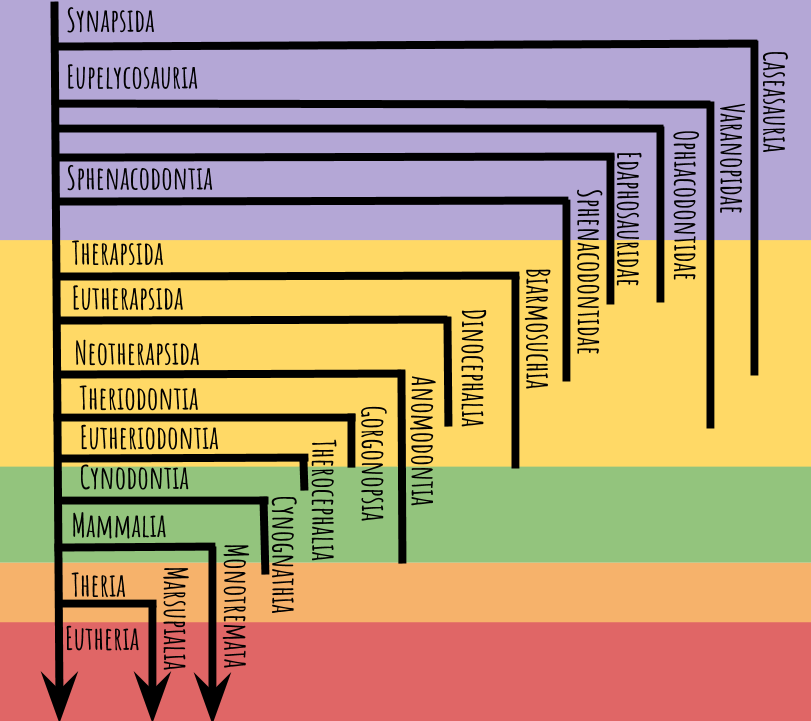 Synapsida
Caseasauria
Eupelycosauria
Varanopidae
Ophiacodontidae
Edaphosauridae
Sphenacodontia
Sphenacodontidae
Therapsida
Biarmosuchia
Eutherapsida
Dinocephalia
Neotherapsida
Anomodontia
Theriodontia
Gorgonopsia
Eutheriodontia
Therocephalia
Cynodontia
Cynognathia
Mammalia
Monotremata
Theria
Marsupialia
Eutheria